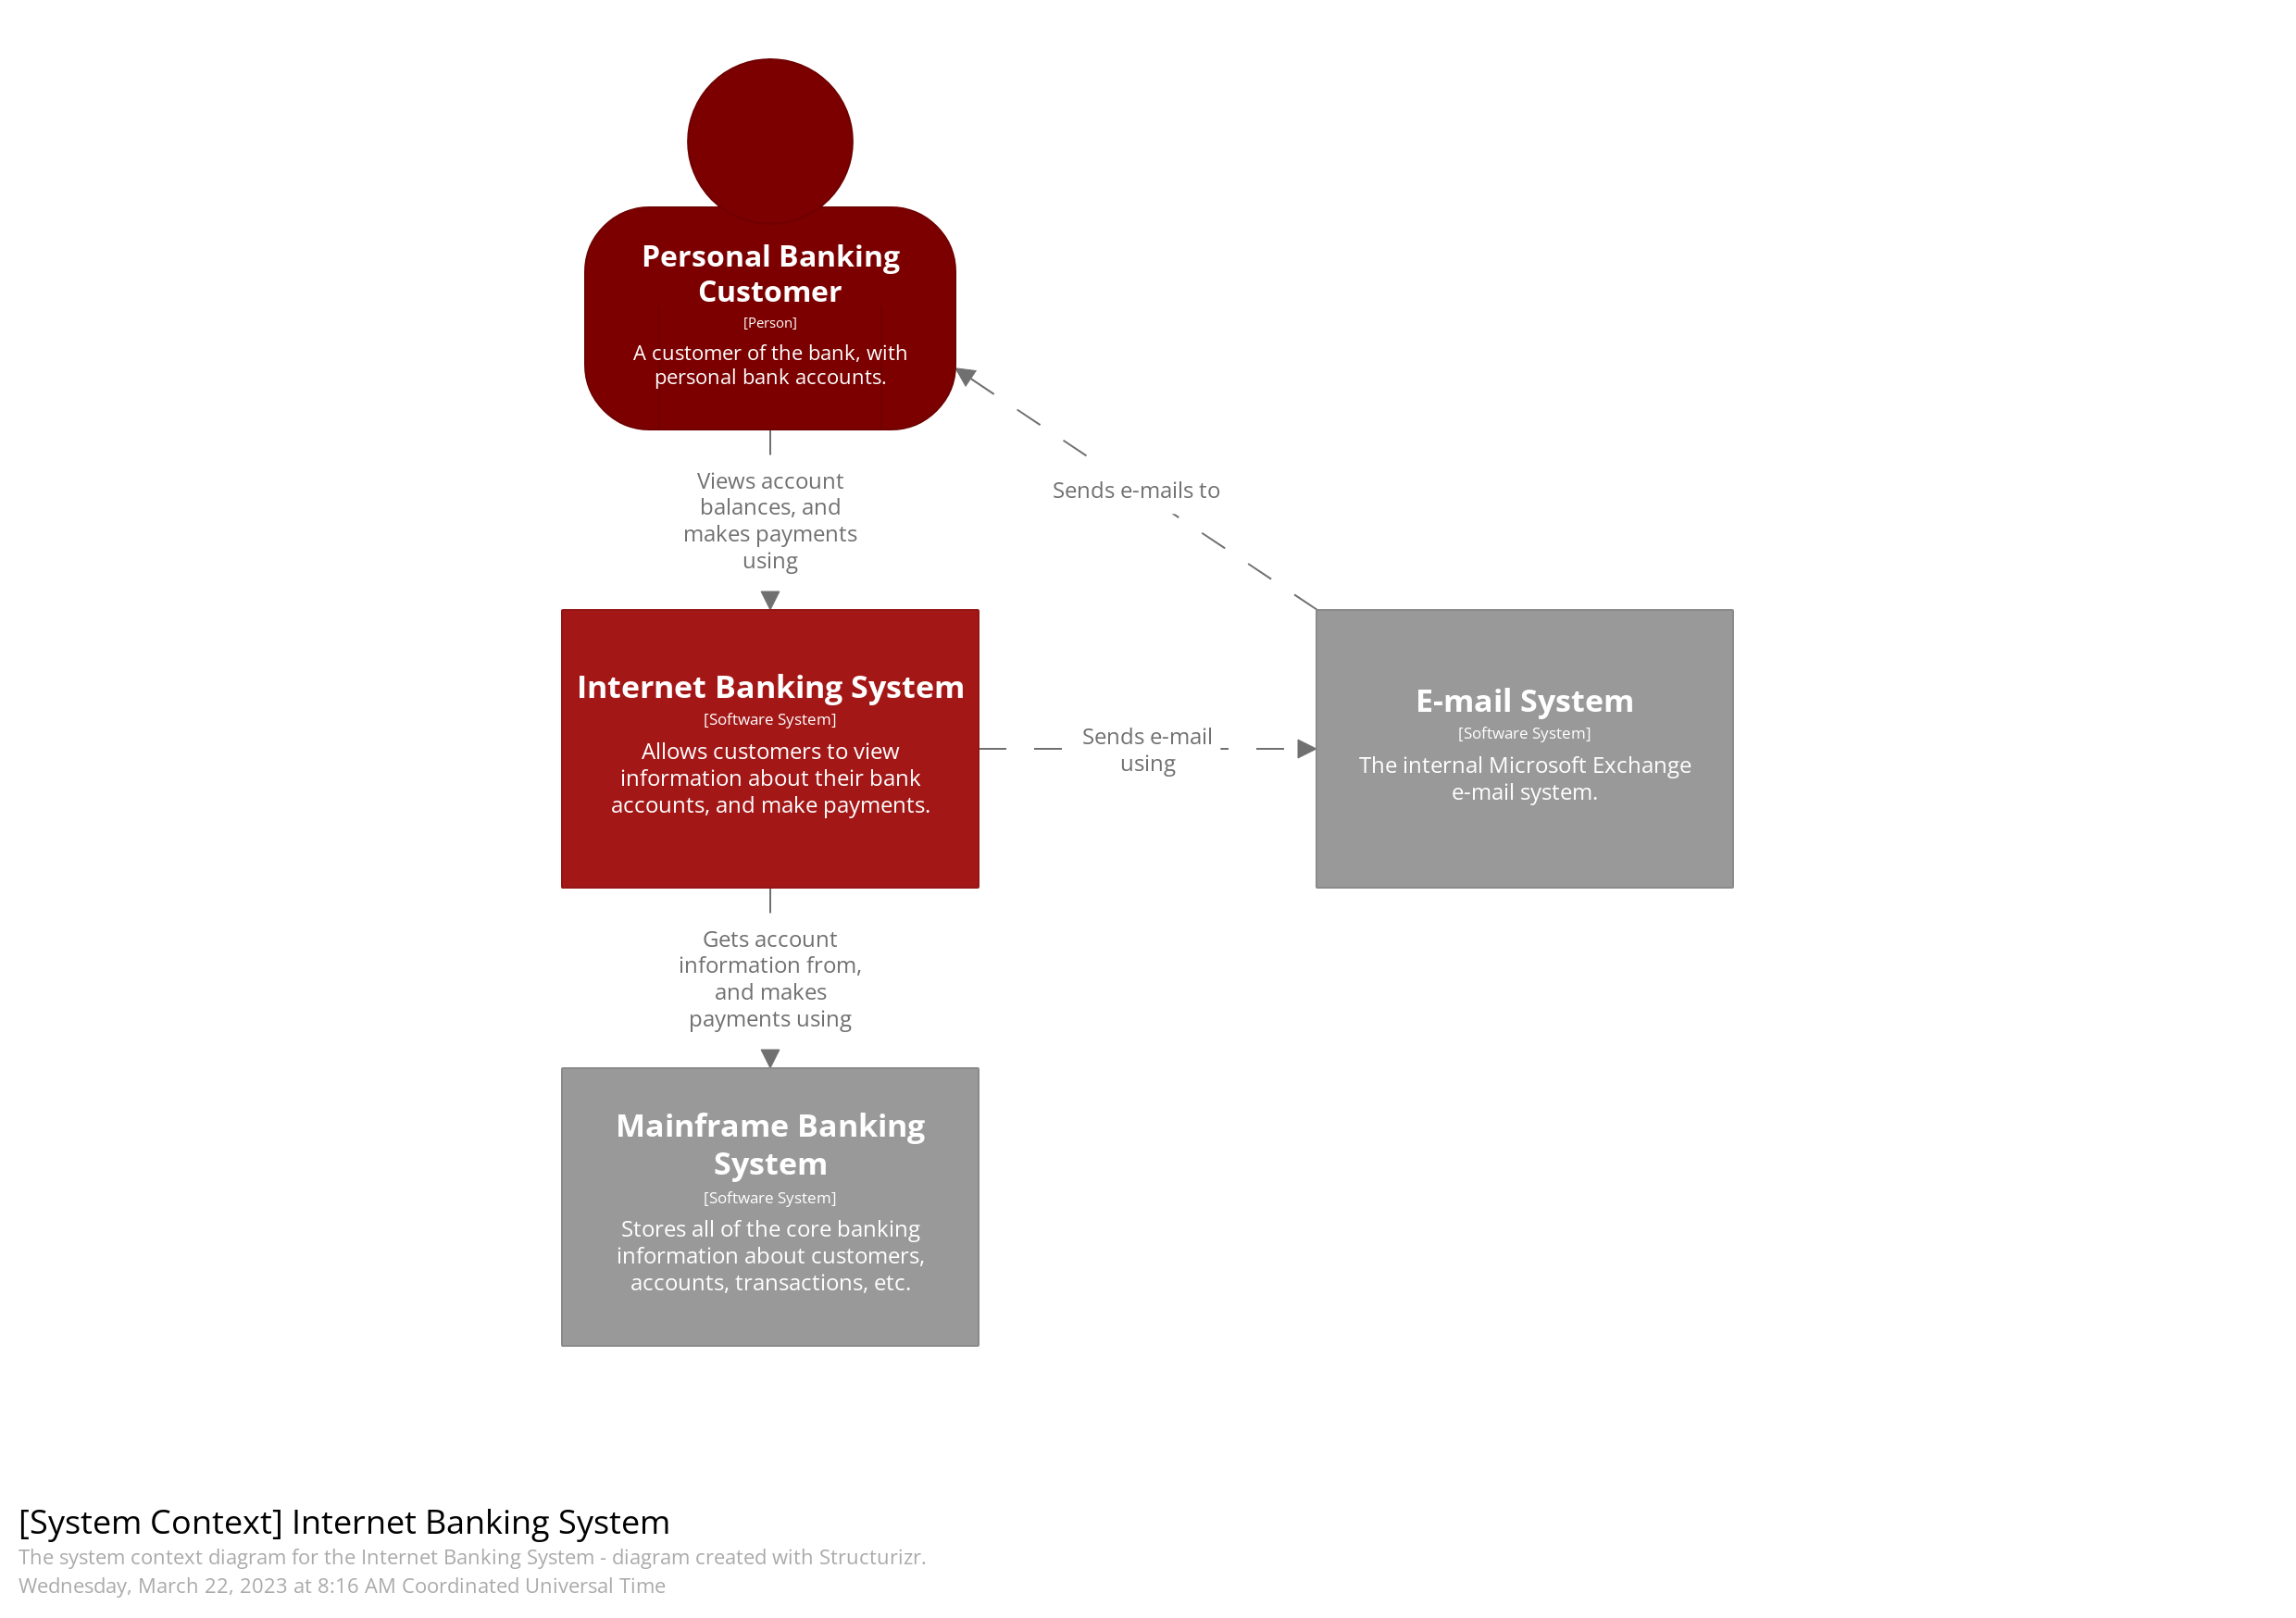 Personal Banking
Customer
[Person]
A customer of the bank, with
personal bank accounts.
Views account
balances, and
makes payments
using
Sends e-mails to
Internet Banking System
[Software System]
Allows customers to view
information about their bank
accounts, and make payments.
Sends e-mail
using
E-mail System
[Software System]
The internal Microsoft Exchange
e-mail system.
Gets account
information from,
and makes
payments using
Mainframe Banking
System
[Software System]
Stores all of the core banking
information about customers,
accounts, transactions, etc.
[System Context] Internet Banking System
The system context diagram for the Internet Banking System - diagram created with Structurizr.
Wednesday, March 22, 2023 at 8:16 AM Coordinated Universal Time